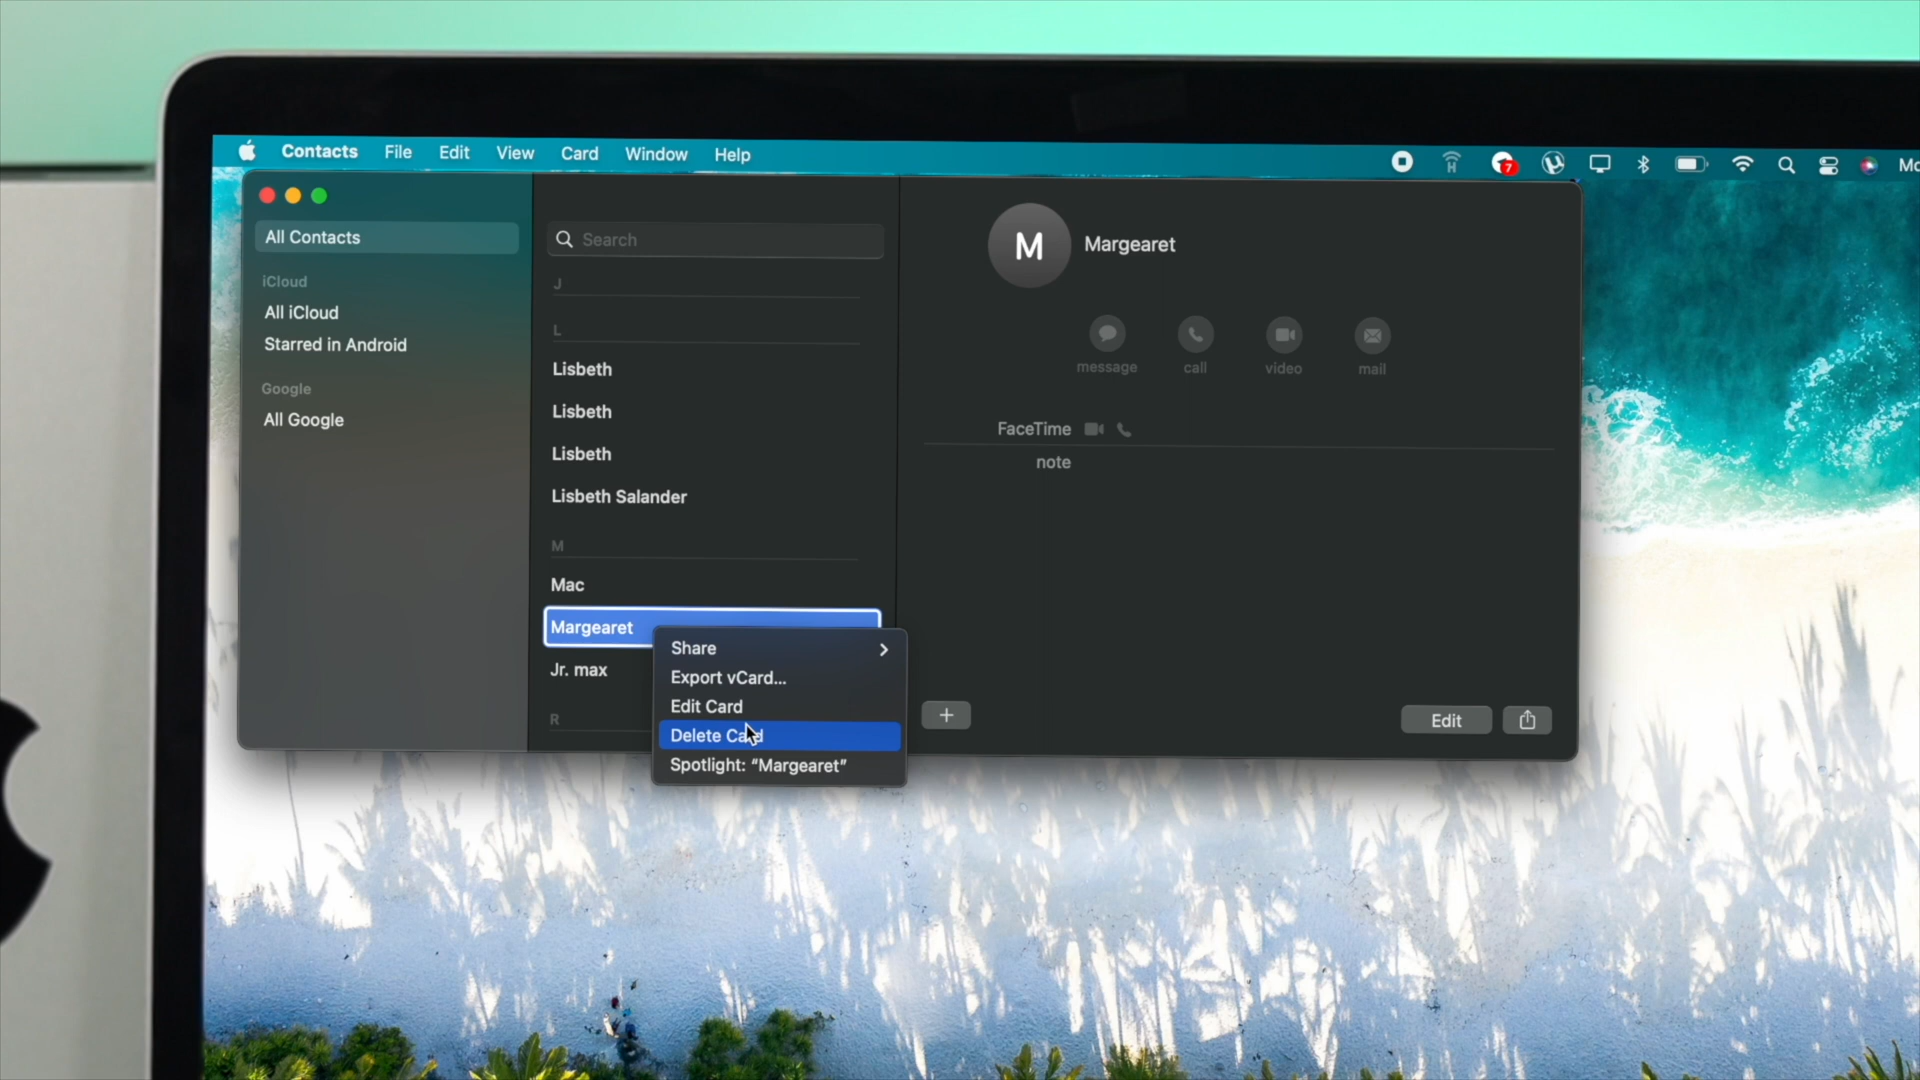 Contacts File Edit View Card Window Help
7
All Contacts
iCloud
All iCloud
Starred in Android
Google
All Google
Search
J
L
Lisbeth
Lisbeth
Lisbeth
Lisbeth Salander
M
Mac
Margearet
Jr. max
R
Share
Export vCard...
Edit Card
Delete Card
Spotlight: “Margearet”
M
Margearet
message call video mail
FaceTime
note
+
Edit